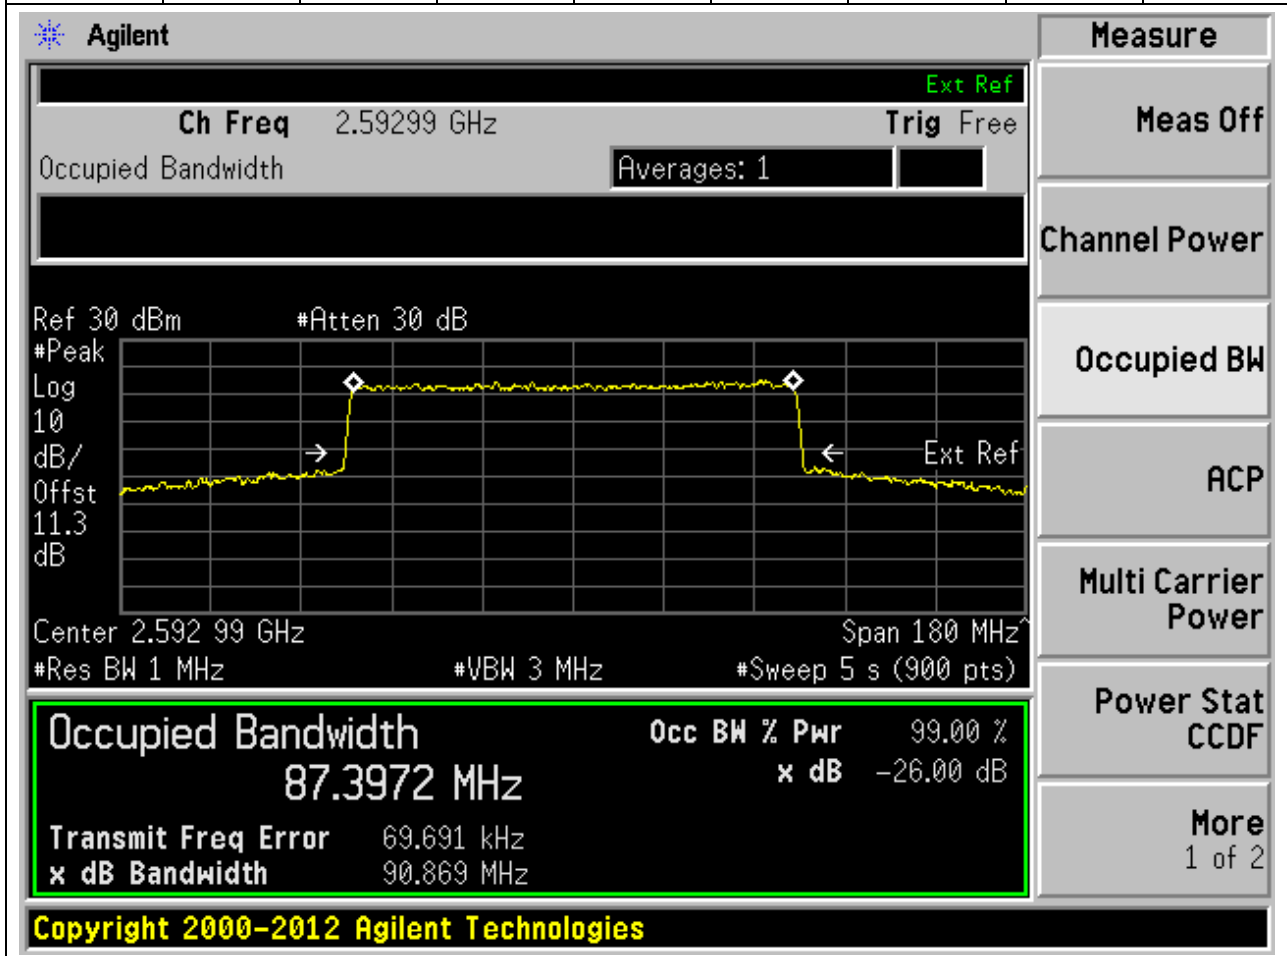 Agilent
Measure
Ext Ref
Ch Freq 2.59299 GHz Trig Free
Meas Off
Occupied Bandwidth Averages: 1
Channel Power
Ref 30 dBm #Atten 30 dB
#Peak
Log
10
dB/
Offst
11.3
dB
Ext Ref
Occupied BW
ACP
Center 2.592 99 GHz Span 180 MHz^
#Res BW 1 MHz #VBW 3 MHz #Sweep 5 s (900 pts)
Multi Carrier
Power
Occupied Bandwidth
87.3972 MHz
Occ BW % Pwr 99.00 %
x dB -26.00 dB
Transmit Freq Error 69.691 kHz
x dB Bandwidth 90.869 MHz
Power Stat
CCDF
More
1 of 2
Copyright 2000-2012 Agilent Technologies